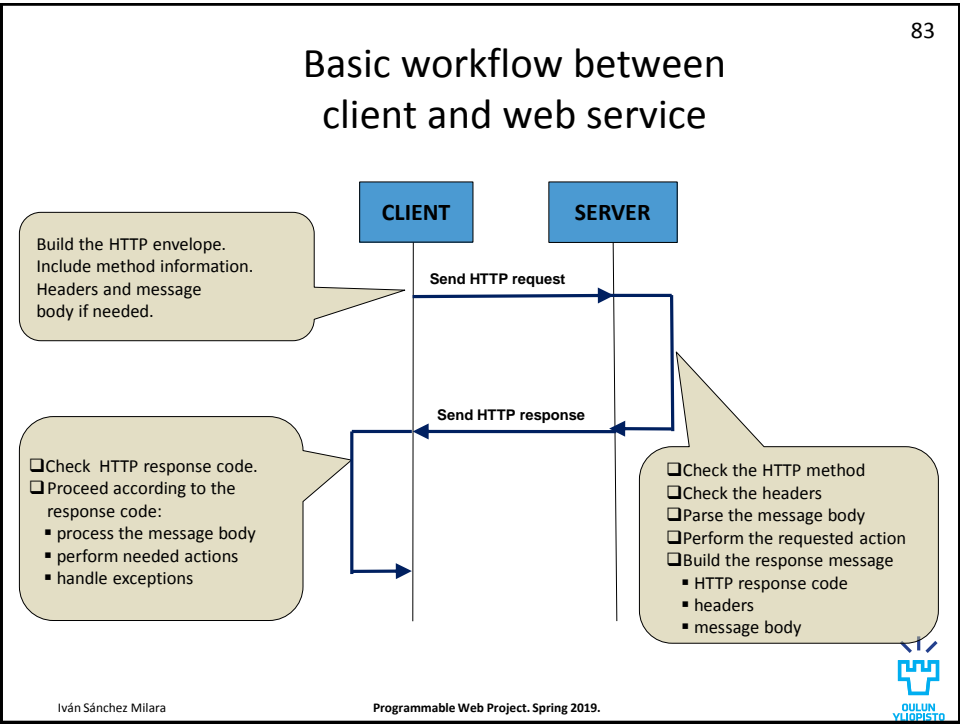 83
Basic workflow between
client and web service
CLIENT
SERVER
Build the HTTP envelope.
Include method information.
Headers and message
body if needed.
Send HTTP request
Send HTTP response
❑Check HTTP response code.
❑Proceed according to the
response code:
▪ process the message body
▪ perform needed actions
▪ handle exceptions
❑Check the HTTP method
❑Check the headers
❑Parse the message body
❑Perform the requested action
❑Build the response message
▪ HTTP response code
▪ headers
▪ message body
Iván Sánchez Milara
Programmable Web Project. Spring 2019.
OULUN
YLIOPISTO